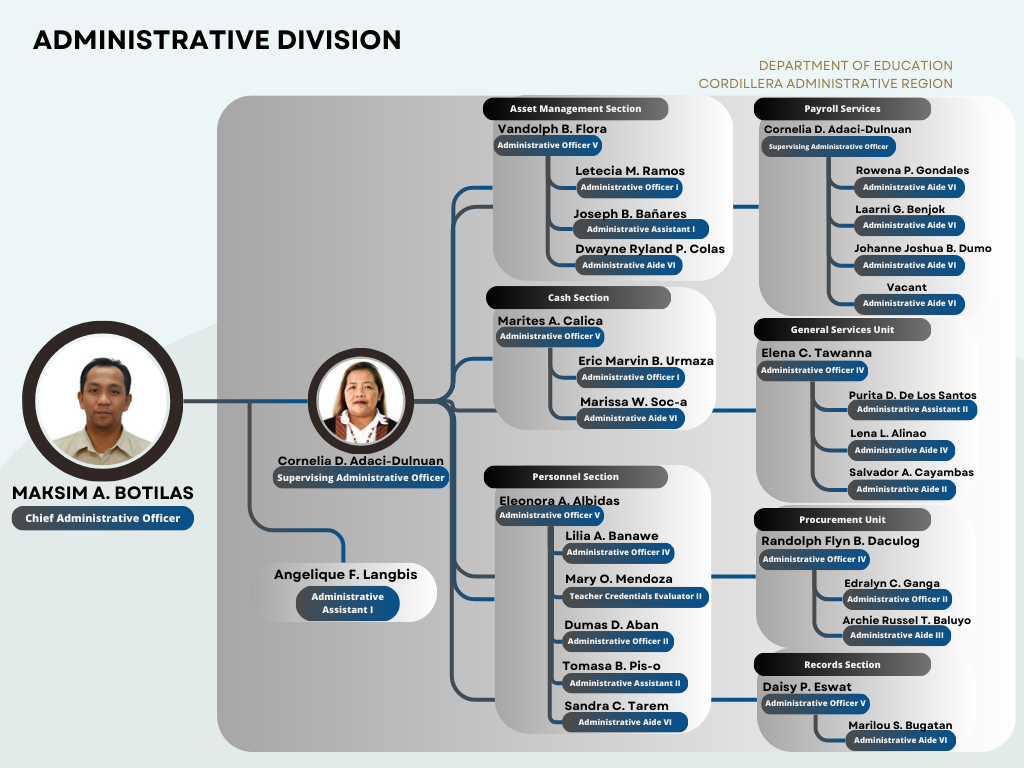 ADMINISTRATIVE DIVISION
DEPARTMENT OF EDUCATION
CORDILLERA ADMINISTRATIVE REGION
MAKSIM A. BOTILAS
Chief Administrative Officer
Cornelia D. Adaci-Dulnuan
Supervising Administrative Officer
Angelique F. Langbis
Administrative
Assistant I
Asset Management Section
Vandolph B. Flora
Administrative Officer V
Letecia M. Ramos
Administrative Officer I
Joseph B. Bañares
Administrative Assistant I
Dwayne Ryland P. Colas
Administrative Aide VI
Cash Section
Marites A. Calica
Administrative Officer V
Eric Marvin B. Urmaza
Administrative Officer I
Marissa W. Soc-a
Administrative Aide VI
Personnel Section
Eleonora A. Albidas
Administrative Officer V
Lilia A. Banawe
Administrative Officer IV
Mary O. Mendoza
Teacher Credentials Evaluator II
Dumas D. Aban
Administrative Officer II
Tomasa B. Pis-o
Administrative Assistant II
Sandra C. Tarem
Administrative Aide VI
Payroll Services
Cornelia D. Adaci-Dulnuan
Supervising Administrative Officer
Rowena P. Gondales
Administrative Aide VI
Laarni G. Benjok
Administrative Aide VI
Johanne Joshua B. Dumo
Administrative Aide VI
Vacant
Administrative Aide VI
General Services Unit
Elena C. Tawanna
Administrative Officer IV
Purita D. De Los Santos
Administrative Assistant II
Lena L. Alinao
Administrative Aide IV
Salvador A. Cayambas
Administrative Aide II
Procurement Unit
Randolph Flyn B. Daculog
Administrative Officer IV
Edralyn C. Ganga
Administrative Officer II
Archie Russel T. Baluyo
Administrative Aide III
Records Section
Daisy P. Eswat
Administrative Officer V
Marilou S. Bugatan
Administrative Aide VI